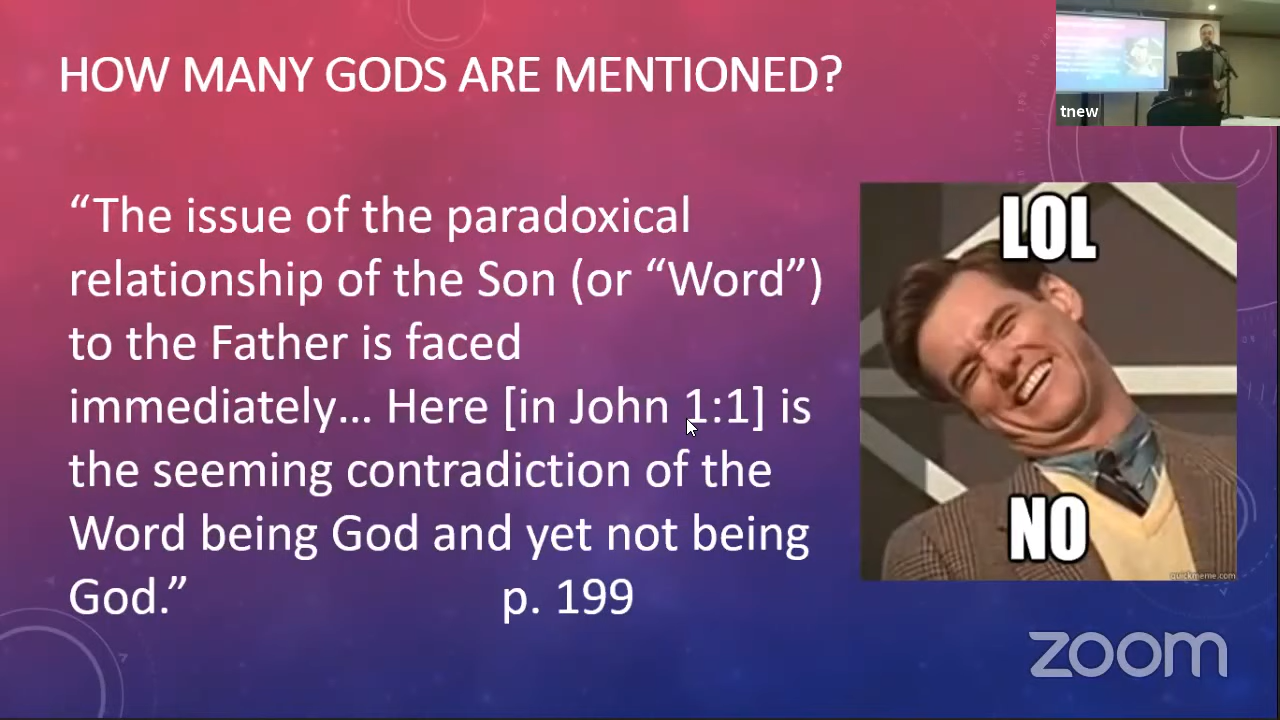 HOW MANY GODS ARE MENTIONED?
tnew
“The issue of the paradoxical
relationship of the Son (or “Word”)
to the Father is faced
immediately… Here [in John 1:1] is
the seeming contradiction of the
Word being God and yet not being
God.” p. 199
LOL
NO
quickmeme.com
zoom